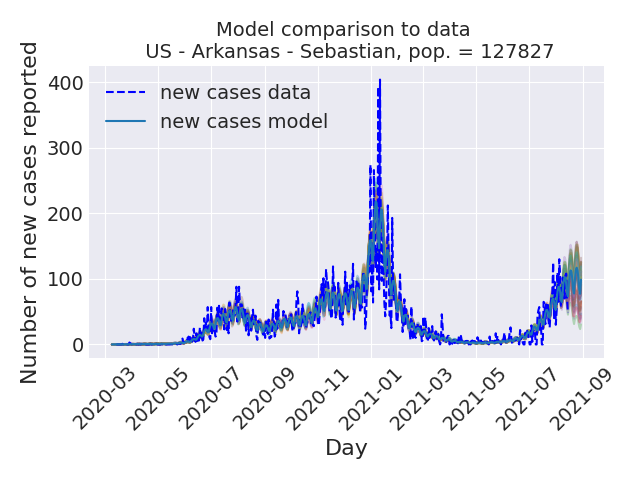 Model comparison to data
US - Arkansas - Sebastian, pop. = 127827
Number of new cases reported
400
300
200
100
0
new cases data
new cases model
2020-03
2020-05
2020-07
2020-09
2020-11
2021-01
2021-03
2021-05
2021-07
2021-09
Day